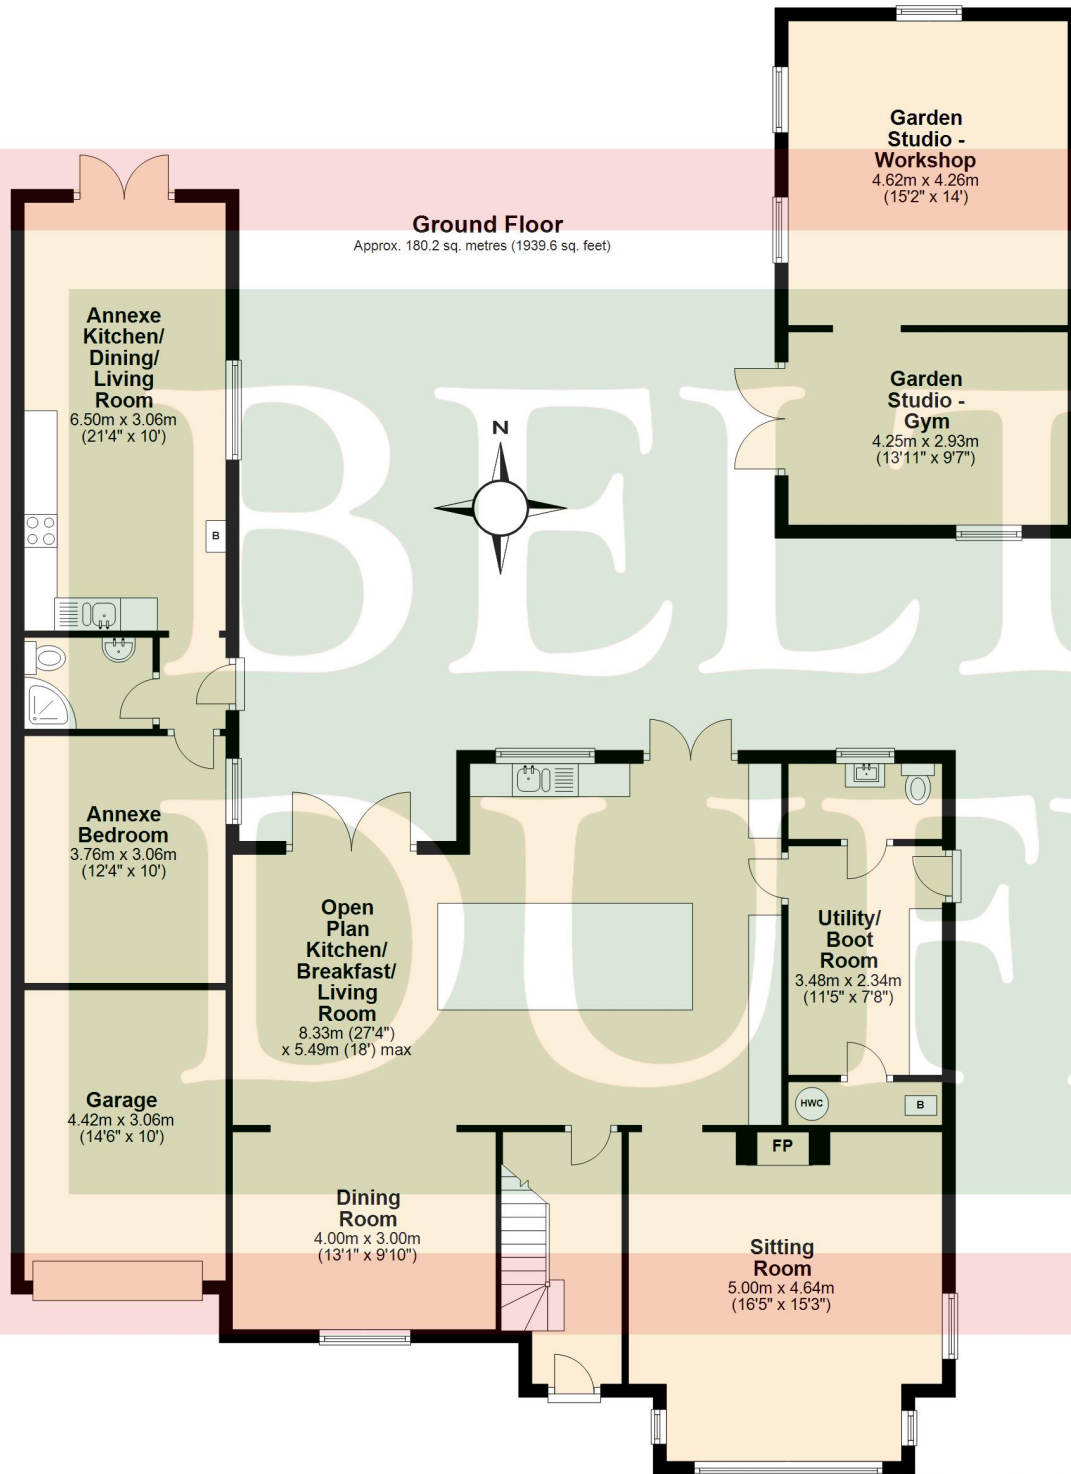 Ground Floor
Approx. 180.2 sq. metres (1939.6 sq. feet)
Garden
Studio -
Workshop
4.62m x 4.26m
(15'2" x 14')
Annexe
Kitchen/
Dining/
Living
Room
6.50m x 3.06m
(21'4" x 10')
Garden
Studio -
Gym
4.25m x 2.93m
(13'11" x 9'7")
N
B
BELT
Annexe
Bedroom
3.76m x 3.06m
(12'4" x 10')
Open
Plan
Kitchen/
Breakfast/
Living
Room
8.33m (27'4")
x 5.49m (18') max
Utility/
Boot
Room
3.48m x 2.34m
(11'5" x 7'8")
DUF
Garage
4.42m x 3.06m
(14'6" x 10')
HWC
B
FP
Dining
Room
4.00m x 3.00m
(13'1" x 9'10")
Sitting
Room
5.00m x 4.64m
(16'5" x 15'3")